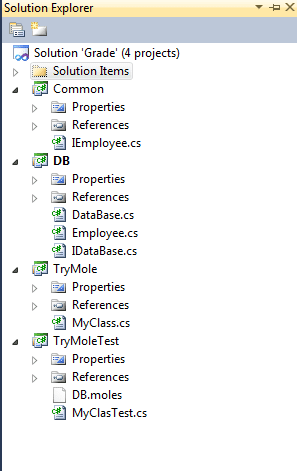 Solution Explorer
Solution 'Grade' (4 projects)
Solution Items
Common
Properties
References
IEmployee.cs
DB
Properties
References
DataBase.cs
Employee.cs
IDataBase.cs
TryMole
Properties
References
MyClass.cs
TryMoleTest
Properties
References
DB.moles
MyClasTest.cs